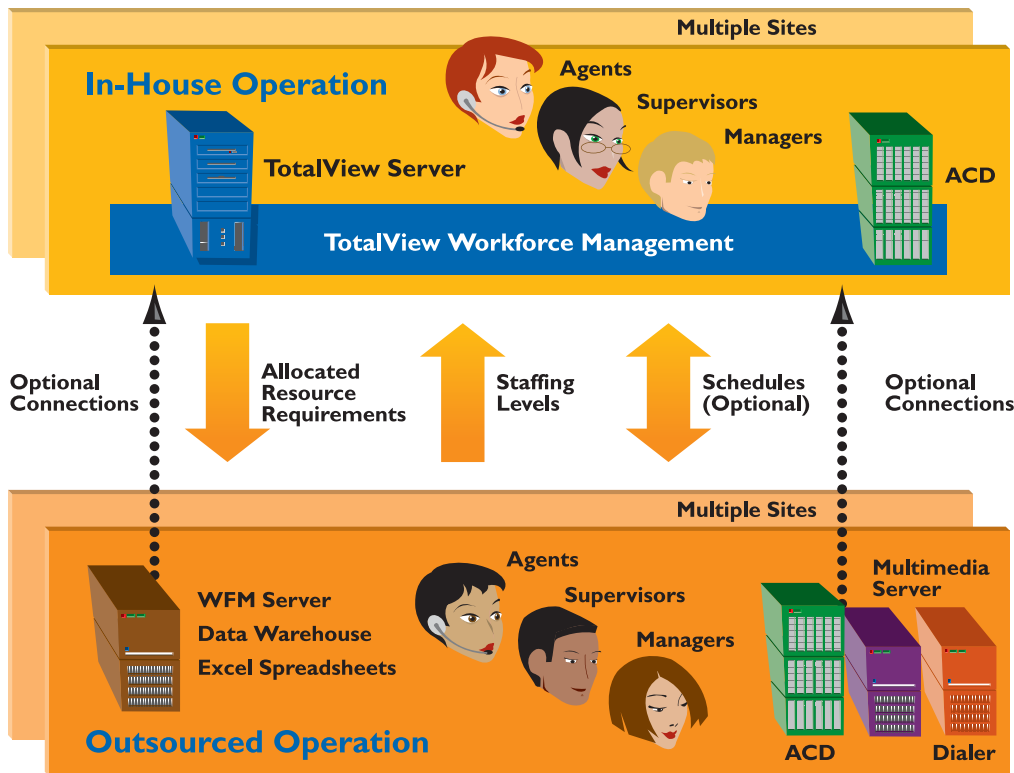 Multiple Sites
In-House Operation
Agents
Supervisors
Managers
TotalView Server
ACD
TotalView Workforce Management
Optional
Connections
Allocated
Resource
Requirements
Staffing
Levels
Schedules
(Optional)
Optional
Connections
Multiple Sites
Agents
Supervisors
Managers
Multimedia
Server
WFM Server
Data Warehouse
Excel Spreadsheets
Outsourced Operation
ACD
Dialer